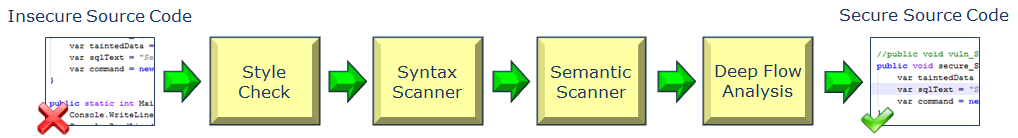 Insecure Source Code
Secure Source Code
var taintedData =
var sqlText = "Se
var command = new
}
public static int Mai
Console.WriteLine
Style
Check
Syntax
Scanner
Semantic
Scanner
Deep Flow
Analysis
//public void vuln_S
public void secure_S
var taintedData
var sqlText = "S
var command = ne